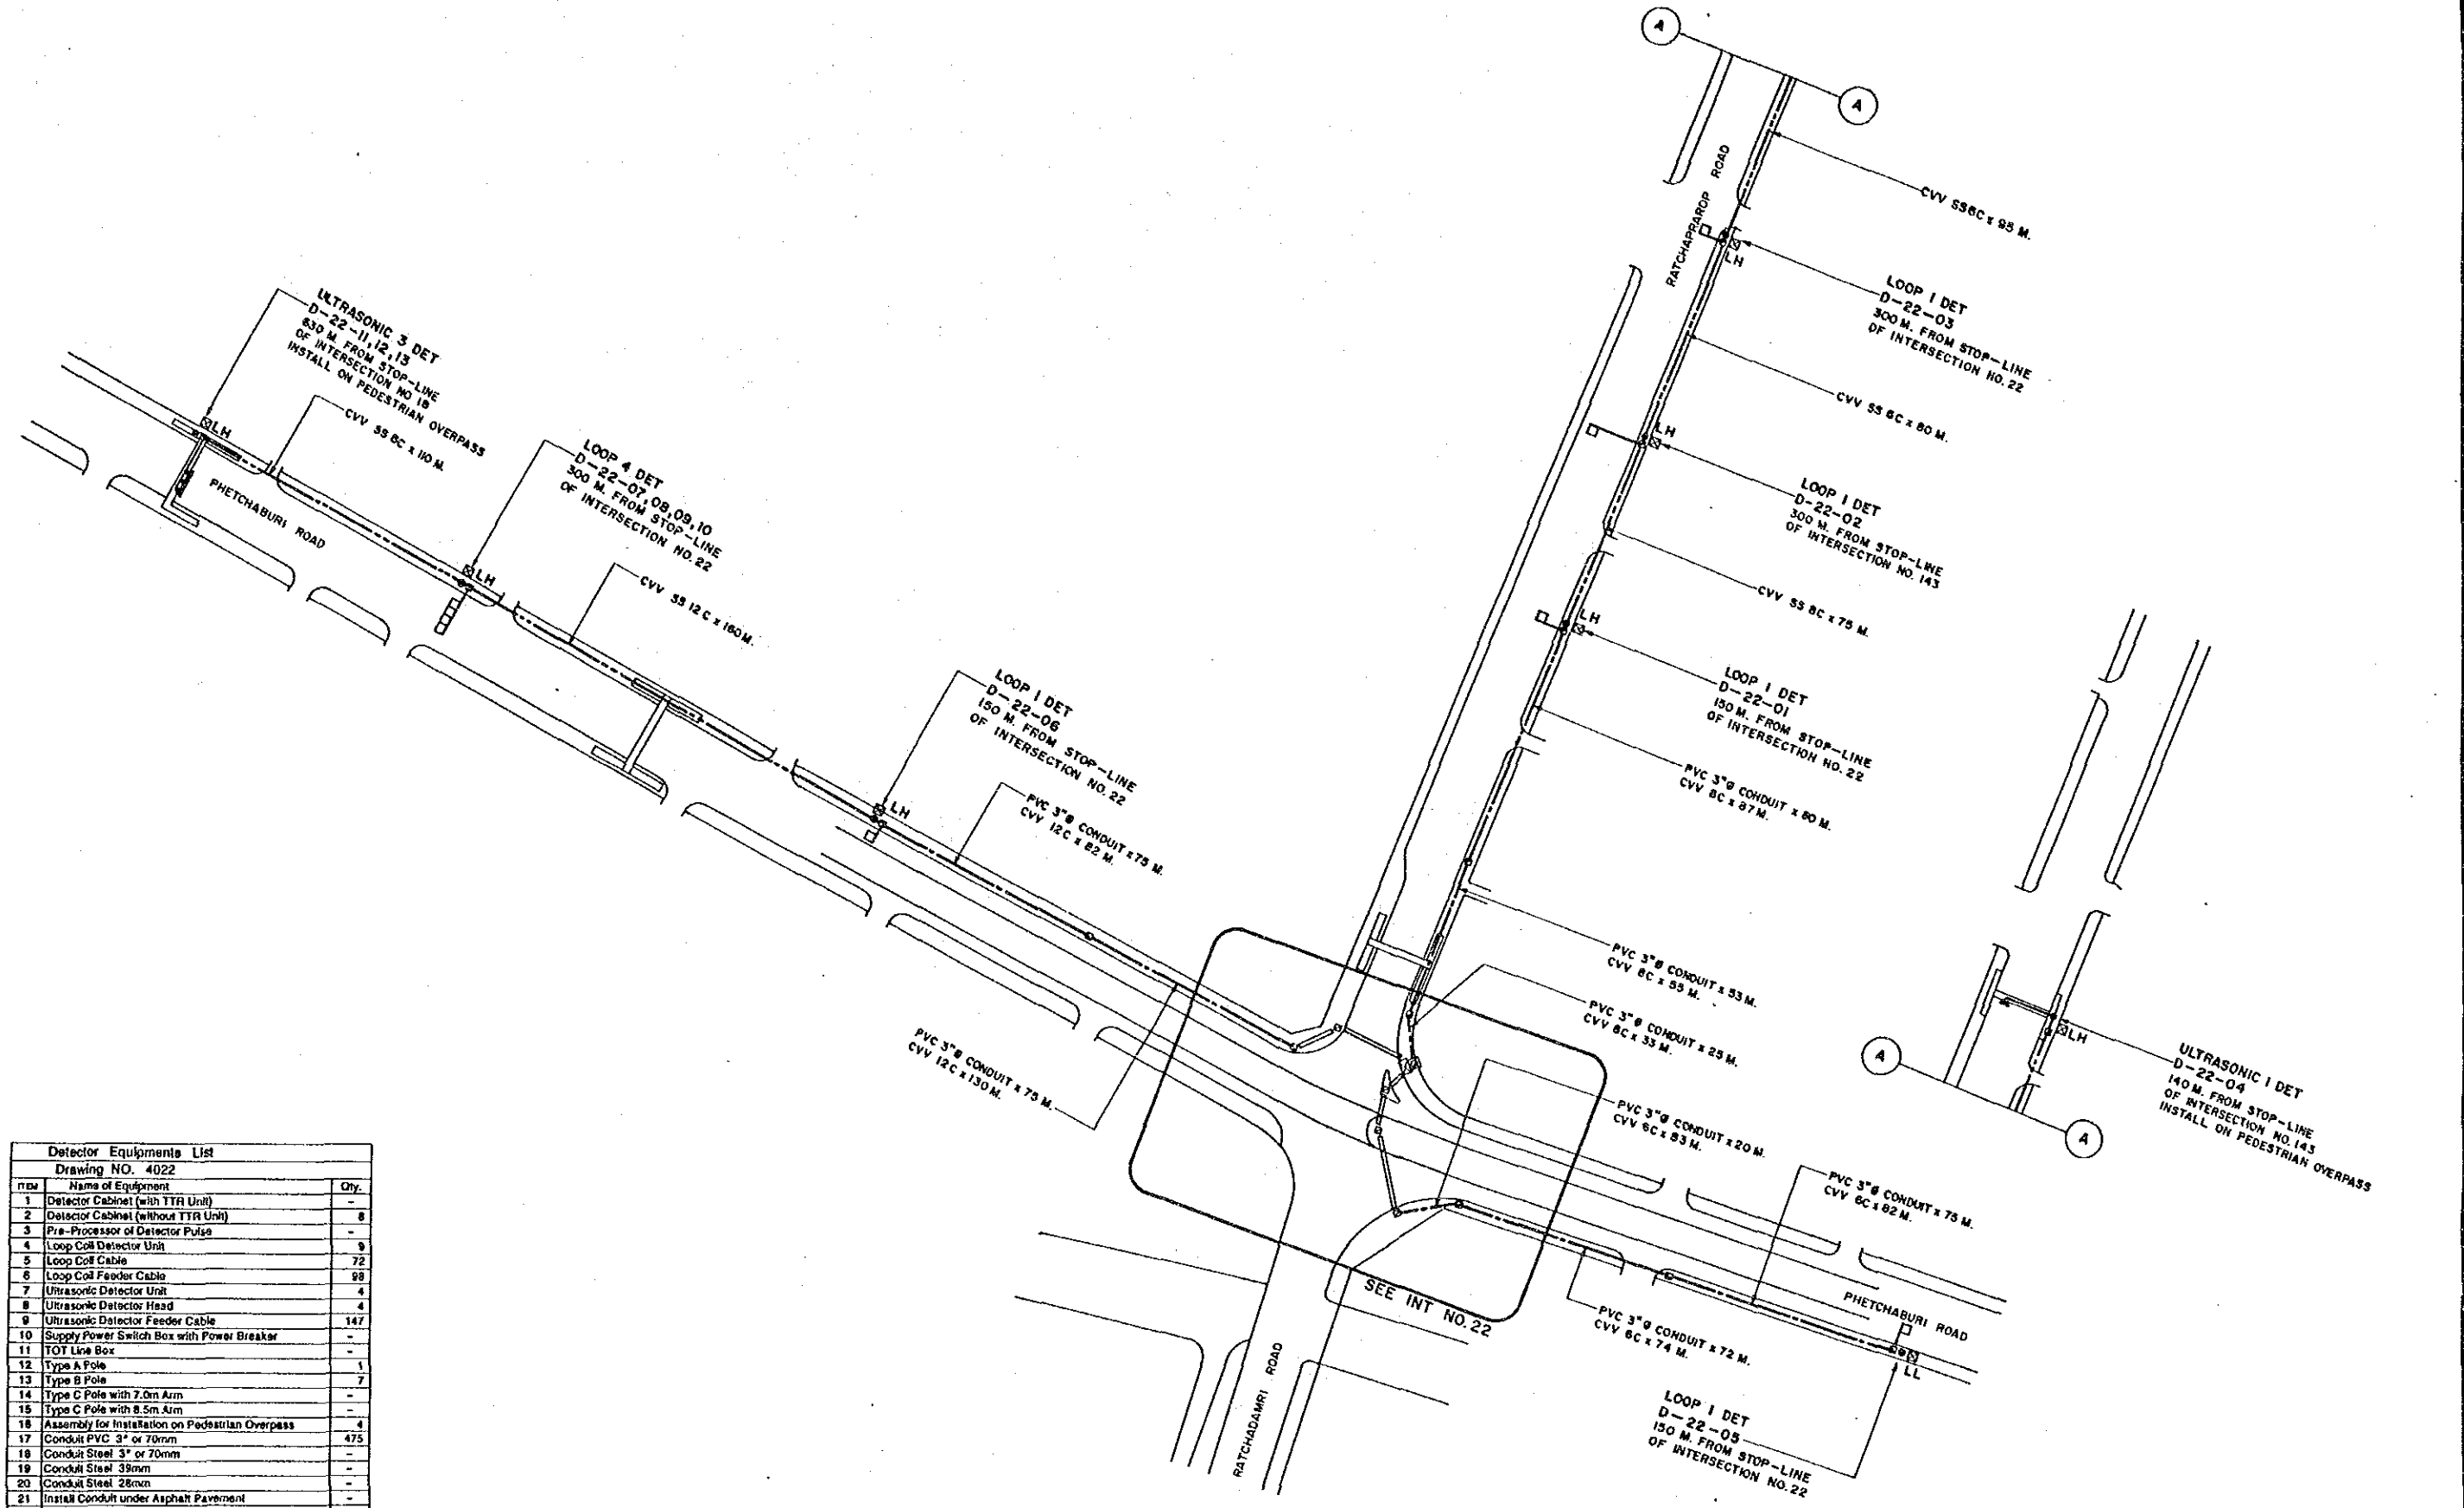 A
A
RATCHAPRAROP ROAD
CVV SS6C x 95 M.
LH
LOOP 1 DET
D-22-03
300 M. FROM STOP-LINE
OF INTERSECTION NO. 22
CVV SS 6C x 80 M.
LH
LOOP 1 DET
D-22-02
300 M. FROM STOP-LINE
OF INTERSECTION NO. 143
CVV SS 8C x 75 M.
LH
LOOP 1 DET
D-22-01
150 M. FROM STOP-LINE
OF INTERSECTION NO. 22
PVC 3"Ø CONDUIT x 80 M.
CVV 8C x 87 M.
ULTRASONIC 3 DET
D-22-11, 12, 13
630 M. FROM STOP-LINE
OF INTERSECTION NO 18
INSTALL ON PEDESTRIAN OVERPASS
CVV SS 8C x 110 M.
LH
PHETCHABURI ROAD
LOOP 4 DET
D-22-07, 08, 09, 10
300 M. FROM STOP-LINE
OF INTERSECTION NO. 22
LH
CVV SS 12 C x 160 M.
LOOP 1 DET
D-22-06
150 M. FROM STOP-LINE
OF INTERSECTION NO. 22
LH
PVC 3"Ø CONDUIT x 75 M.
CVV 12C x 82 M.
PVC 3"Ø CONDUIT x 53 M.
CVV 8C x 55 M.
PVC 3"Ø CONDUIT x 25 M.
CVV 8C x 33 M.
PVC 3"Ø CONDUIT x 75 M.
CVV 12C x 130 M.
PVC 3"Ø CONDUIT x 20 M.
CVV 6C x 83 M.
PVC 3"Ø CONDUIT x 75 M.
CVV 6C x 82 M.
LH
A
A
ULTRASONIC 1 DET
D-22-04
140 M. FROM STOP-LINE
OF INTERSECTION NO. 143
INSTALL ON PEDESTRIAN OVERPASS
SEE INT NO. 22
PHETCHABURI ROAD
PVC 3"Ø CONDUIT x 72 M.
CVV 6C x 74 M.
LL
RATCHADAMRI ROAD
LOOP 1 DET
D-22-05
150 M. FROM STOP-LINE
OF INTERSECTION NO. 22
Detector Equipments List
Drawing NO. 4022
ITEM Name of Equipment Qty.
1 Detector Cabinet (with TTR Unit) -
2 Detector Cabinet (without TTR Unit) 8
3 Pre-Processor of Detector Pulse -
4 Loop Coil Detector Unit 9
5 Loop Coil Cable 72
6 Loop Coil Feeder Cable 98
7 Ultrasonic Detector Unit 4
8 Ultrasonic Detector Head 4
9 Ultrasonic Detector Feeder Cable 147
10 Supply Power Switch Box with Power Breaker -
11 TOT Line Box -
12 Type A Pole 1
13 Type B Pole 7
14 Type C Pole with 7.0m Arm -
15 Type C Pole with 8.5m Arm -
16 Assembly for Installation on Pedestrian Overpass 4
17 Conduit PVC 3" or 70mm 475
18 Conduit Steel 3" or 70mm -
19 Conduit Steel 39mm -
20 Conduit Steel 28mm -
21 Install Conduit under Asphalt Pavement -